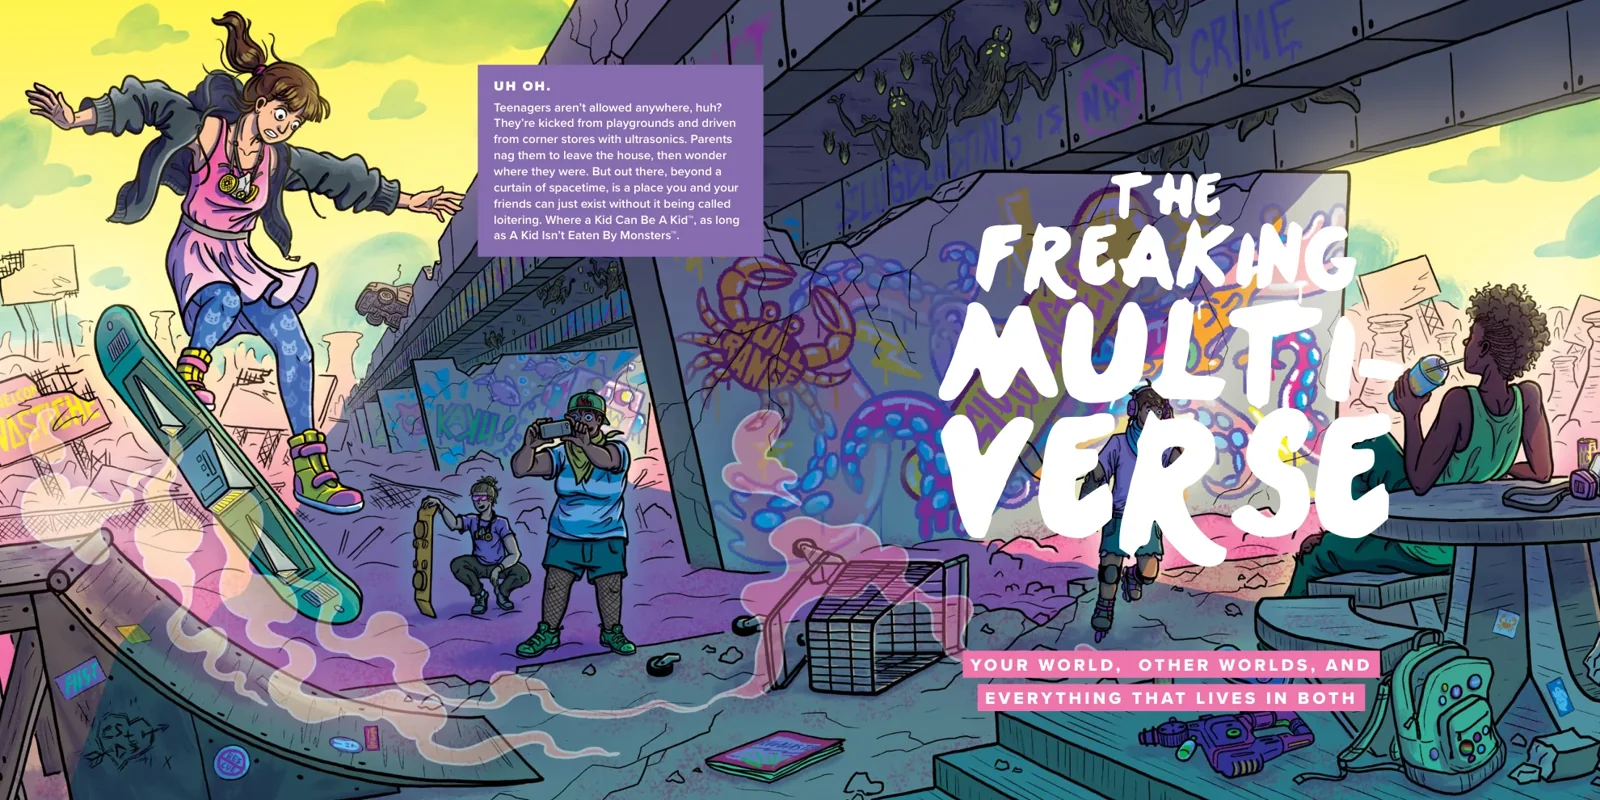 UH OH.
Teenagers aren't allowed anywhere, huh?
They're kicked from playgrounds and driven
from corner stores with ultrasonics. Parents
nag them to leave the house, then wonder
where they were. But out there, beyond a
curtain of spacetime, is a place you and your
friends can just exist without it being called
loitering. Where a Kid Can Be A Kid™, as long
as A Kid Isn't Eaten By Monsters™.
SLUGBLASTING IS NOT A CRIME
THE
FREAKING
MULTI-
VERSE
YOUR WORLD, OTHER WORLDS, AND
EVERYTHING THAT LIVES IN BOTH